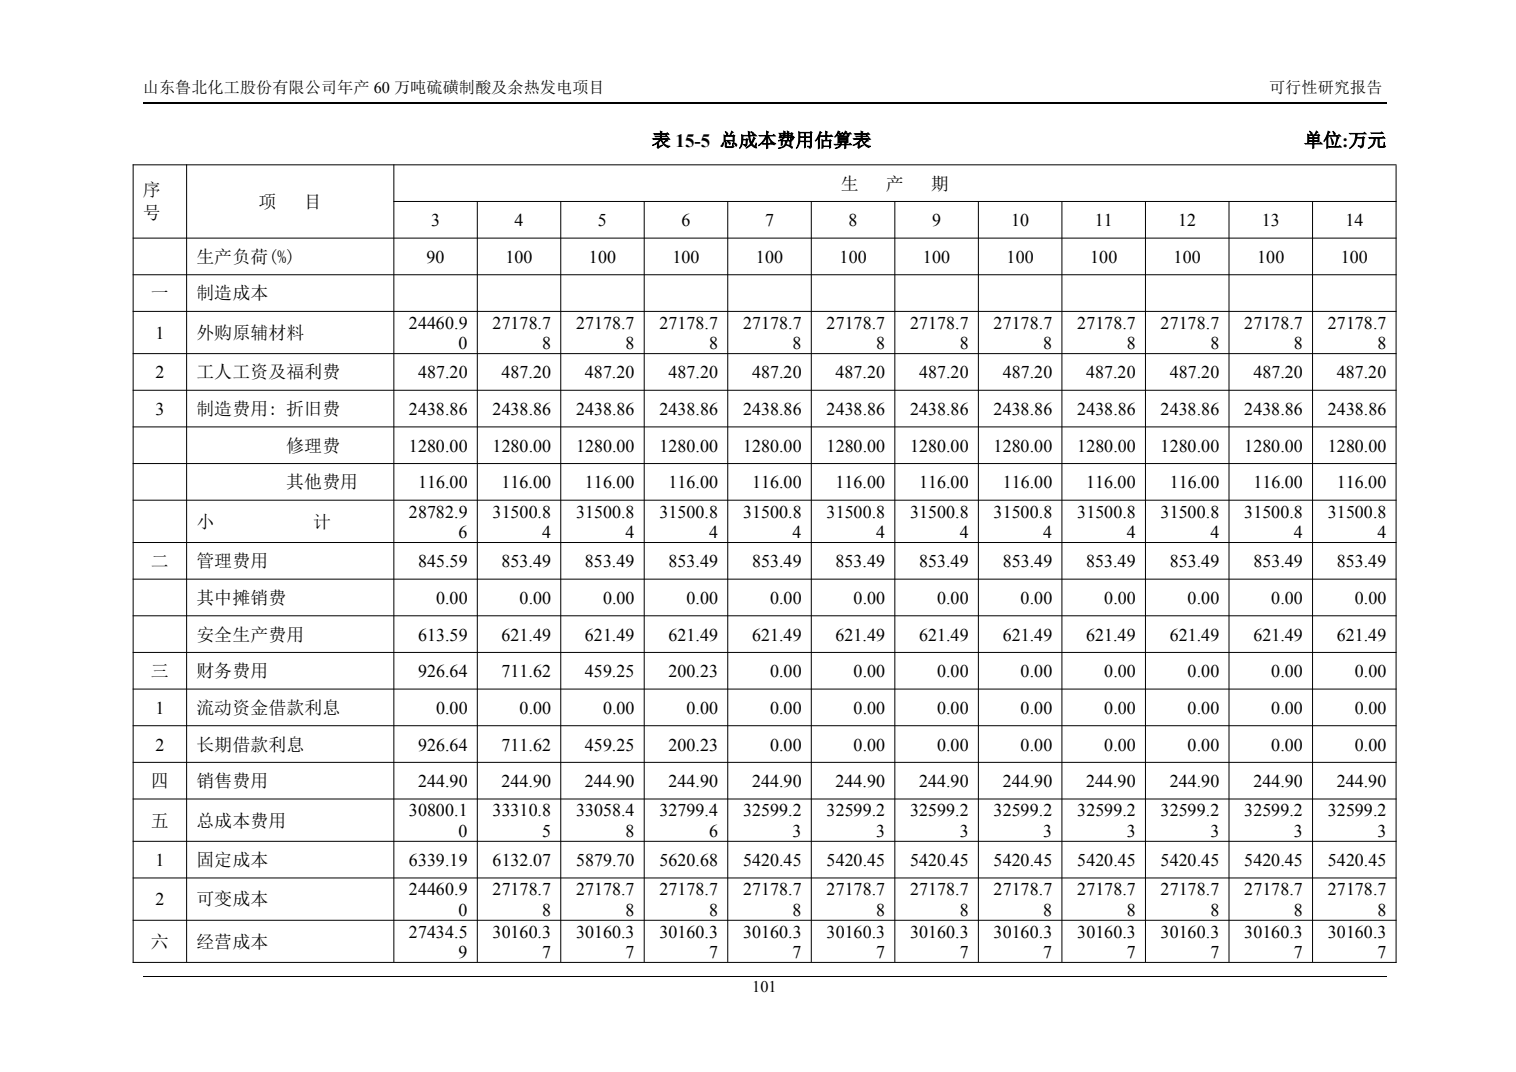 山东鲁北化工股份有限公司年产 60 万吨硫磺制酸及余热发电项目 可行性研究报告
表 15-5 总成本费用估算表 单位:万元
序号 项 目 生 产 期
3 4 5 6 7 8 9 10 11 12 13 14
生产负荷(%) 90 100 100 100 100 100 100 100 100 100 100 100
一 制造成本
1 外购原辅材料 24460.90 27178.78 27178.78 27178.78 27178.78 27178.78 27178.78 27178.78 27178.78 27178.78 27178.78 27178.78
2 工人工资及福利费 487.20 487.20 487.20 487.20 487.20 487.20 487.20 487.20 487.20 487.20 487.20 487.20
3 制造费用：折旧费 2438.86 2438.86 2438.86 2438.86 2438.86 2438.86 2438.86 2438.86 2438.86 2438.86 2438.86 2438.86
修理费 1280.00 1280.00 1280.00 1280.00 1280.00 1280.00 1280.00 1280.00 1280.00 1280.00 1280.00 1280.00
其他费用 116.00 116.00 116.00 116.00 116.00 116.00 116.00 116.00 116.00 116.00 116.00 116.00
小 计 28782.96 31500.84 31500.84 31500.84 31500.84 31500.84 31500.84 31500.84 31500.84 31500.84 31500.84 31500.84
二 管理费用 845.59 853.49 853.49 853.49 853.49 853.49 853.49 853.49 853.49 853.49 853.49 853.49
其中摊销费 0.00 0.00 0.00 0.00 0.00 0.00 0.00 0.00 0.00 0.00 0.00 0.00
安全生产费用 613.59 621.49 621.49 621.49 621.49 621.49 621.49 621.49 621.49 621.49 621.49 621.49
三 财务费用 926.64 711.62 459.25 200.23 0.00 0.00 0.00 0.00 0.00 0.00 0.00 0.00
1 流动资金借款利息 0.00 0.00 0.00 0.00 0.00 0.00 0.00 0.00 0.00 0.00 0.00 0.00
2 长期借款利息 926.64 711.62 459.25 200.23 0.00 0.00 0.00 0.00 0.00 0.00 0.00 0.00
四 销售费用 244.90 244.90 244.90 244.90 244.90 244.90 244.90 244.90 244.90 244.90 244.90 244.90
五 总成本费用 30800.10 33310.85 33058.48 32799.46 32599.23 32599.23 32599.23 32599.23 32599.23 32599.23 32599.23 32599.23
1 固定成本 6339.19 6132.07 5879.70 5620.68 5420.45 5420.45 5420.45 5420.45 5420.45 5420.45 5420.45 5420.45
2 可变成本 24460.90 27178.78 27178.78 27178.78 27178.78 27178.78 27178.78 27178.78 27178.78 27178.78 27178.78 27178.78
六 经营成本 27434.59 30160.37 30160.37 30160.37 30160.37 30160.37 30160.37 30160.37 30160.37 30160.37 30160.37 30160.37
101